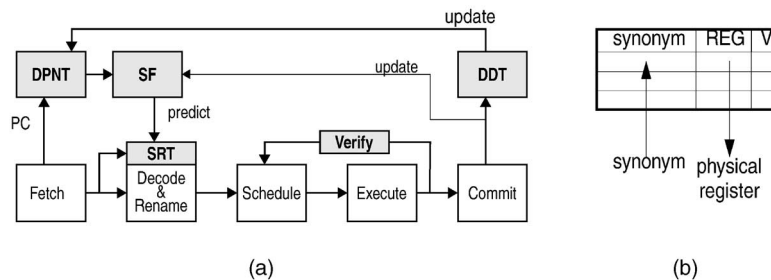 update
DPNT
SF
update
DDT
PC
predict
SRT
Verify
Fetch
Decode
&
Rename
Schedule
Execute
Commit
(a)
synonym REG V
synonym
physical
register
(b)